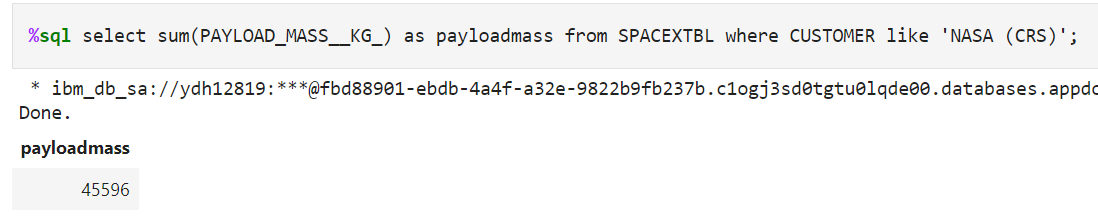 %sql select sum(PAYLOAD_MASS__KG_) as payloadmass from SPACEXTBL where CUSTOMER like 'NASA (CRS)';
* ibm_db_sa://ydh12819:***@fbd88901-ebdb-4a4f-a32e-9822b9fb237b.c1ogj3sd0tgtu0lqde00.databases.appdo
Done.
payloadmass
45596